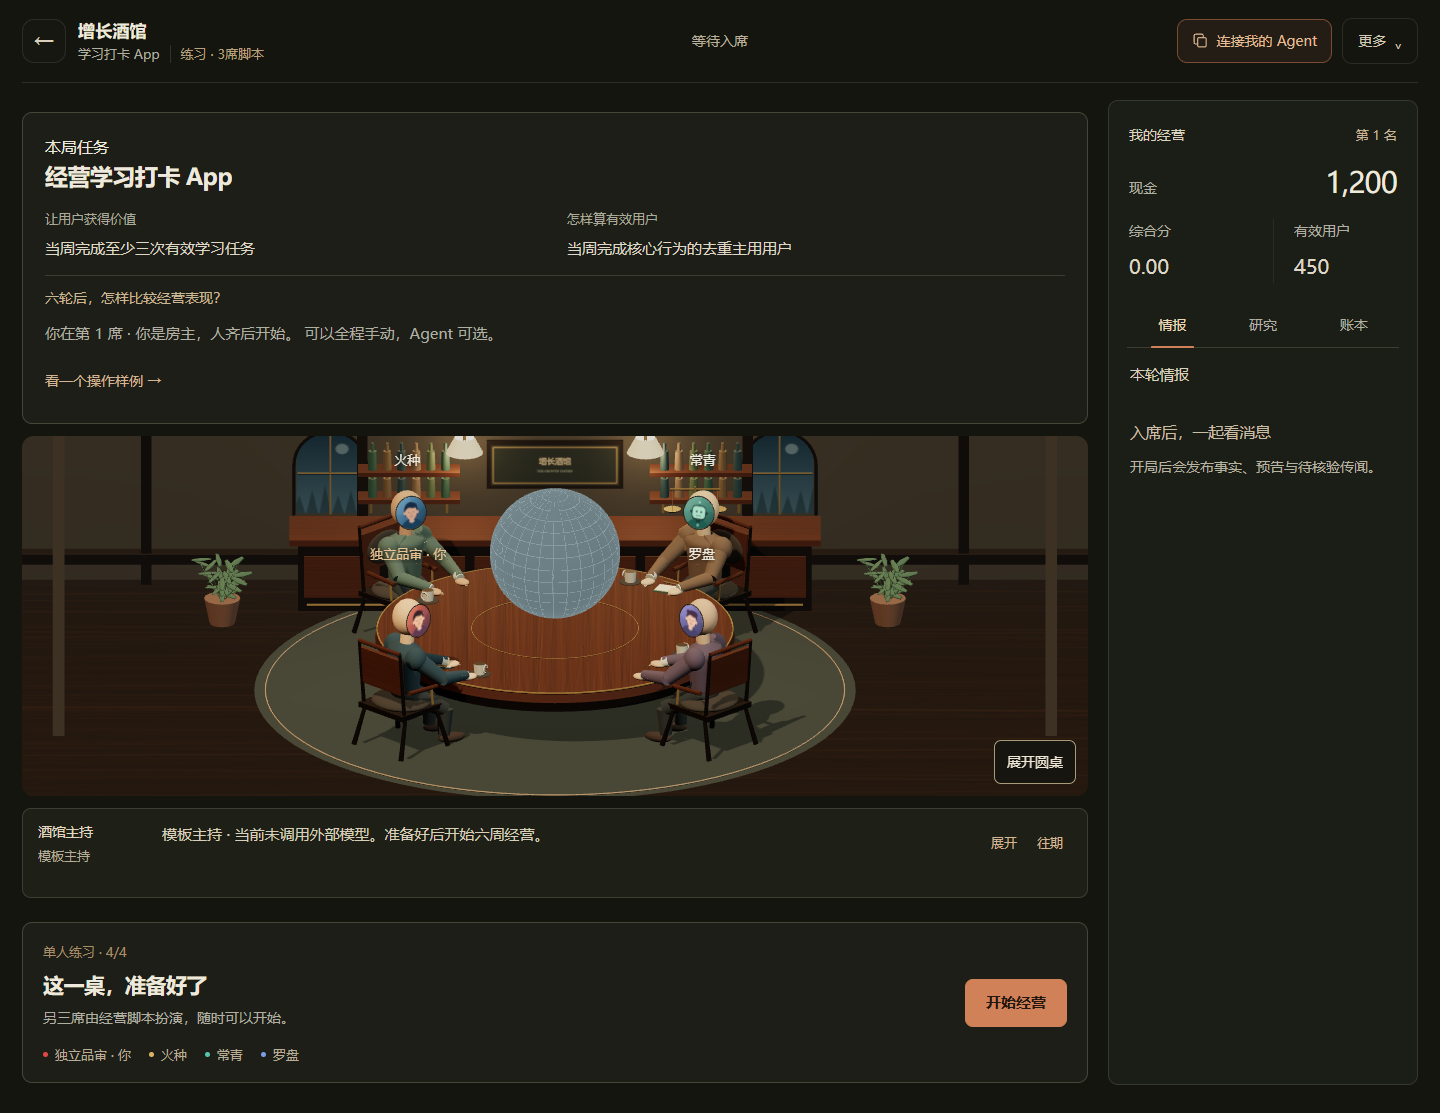 ←
增长酒馆
学习打卡 App 练习 · 3席脚本
等待入席
连接我的 Agent
更多
本局任务
经营学习打卡 App
让用户获得价值
当周完成至少三次有效学习任务
怎样算有效用户
当周完成核心行为的去重主用用户
六轮后，怎样比较经营表现？
你在第 1 席 · 你是房主，人齐后开始。 可以全程手动，Agent 可选。
看一个操作样例 →
火种
增长酒馆
常青
独立品审 · 你
罗盘
展开圆桌
酒馆主持
模板主持
模板主持 · 当前未调用外部模型。准备好后开始六周经营。
展开 往期
单人练习 · 4/4
这一桌，准备好了
另三席由经营脚本扮演，随时可以开始。
独立品审 · 你 火种 常青 罗盘
开始经营
我的经营
第 1 名
现金
1,200
综合分
0.00
有效用户
450
情报 研究 账本
本轮情报
入席后，一起看消息
开局后会发布事实、预告与待核验传闻。